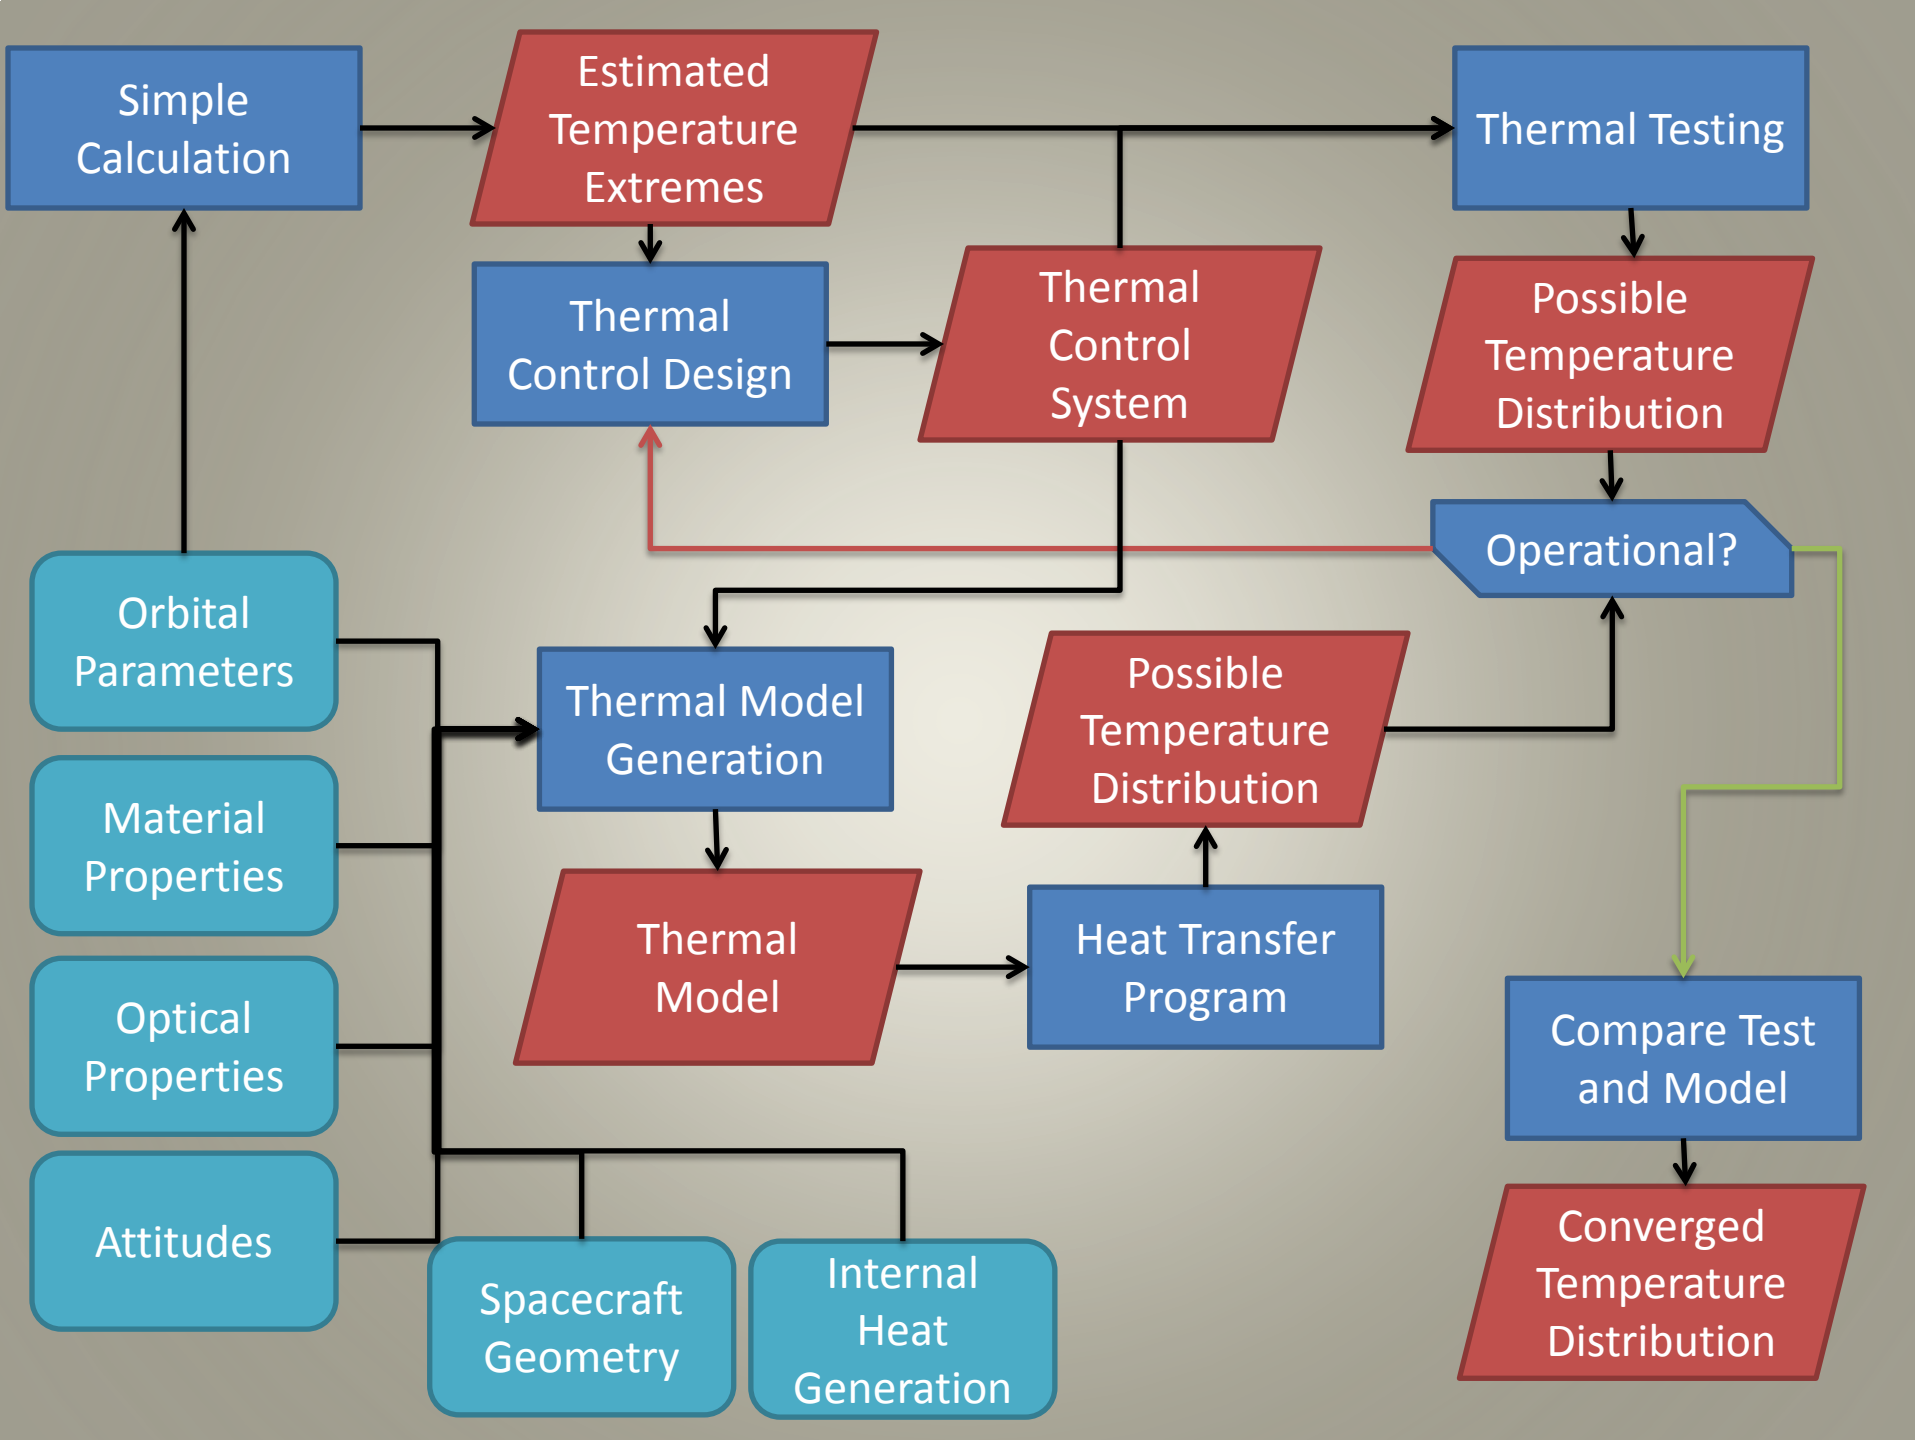 Simple
Calculation
Estimated
Temperature
Extremes
Thermal Testing
Thermal
Control Design
Thermal
Control
System
Possible
Temperature
Distribution
Operational?
Orbital
Parameters
Thermal Model
Generation
Possible
Temperature
Distribution
Material
Properties
Thermal
Model
Heat Transfer
Program
Optical
Properties
Compare Test
and Model
Attitudes
Spacecraft
Geometry
Internal
Heat
Generation
Converged
Temperature
Distribution